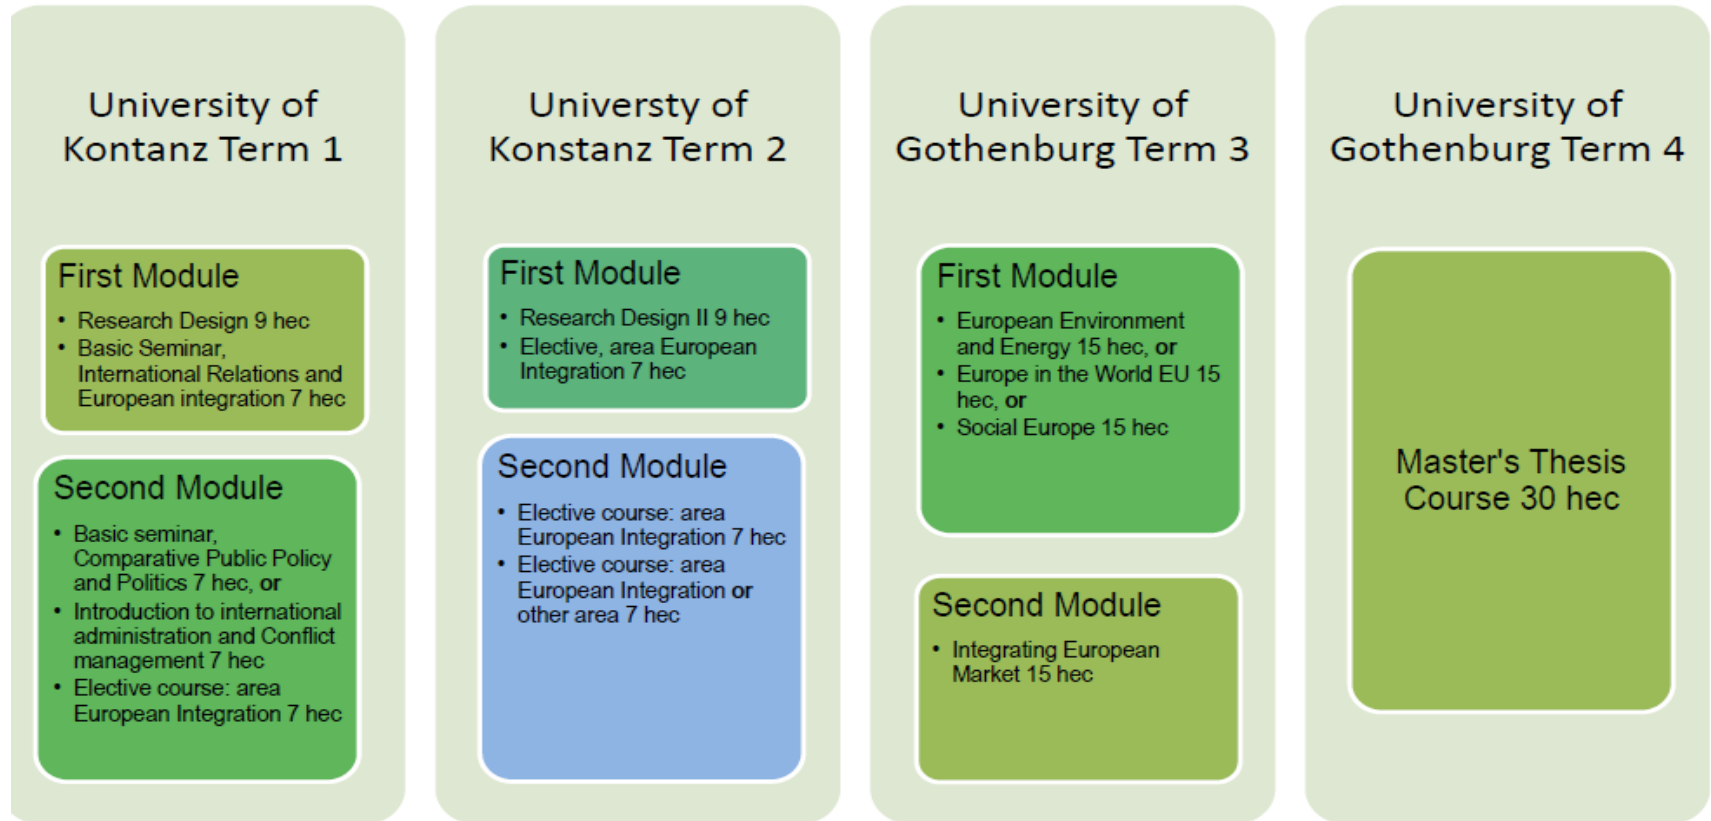 University of
Kontanz Term 1
First Module
• Research Design 9 hec
• Basic Seminar,
International Relations and
European integration 7 hec
Second Module
• Basic seminar,
Comparative Public Policy
and Politics 7 hec, or
• Introduction to international
administration and Conflict
management 7 hec
• Elective course: area
European Integration 7 hec
Universty of
Konstanz Term 2
First Module
• Research Design II 9 hec
• Elective, area European
Integration 7 hec
Second Module
• Elective course: area
European Integration 7 hec
• Elective course: area
European Integration or
other area 7 hec
University of
Gothenburg Term 3
First Module
• European Environment
and Energy 15 hec, or
• Europe in the World EU 15
hec, or
• Social Europe 15 hec
Second Module
• Integrating European
Market 15 hec
University of
Gothenburg Term 4
Master's Thesis
Course 30 hec